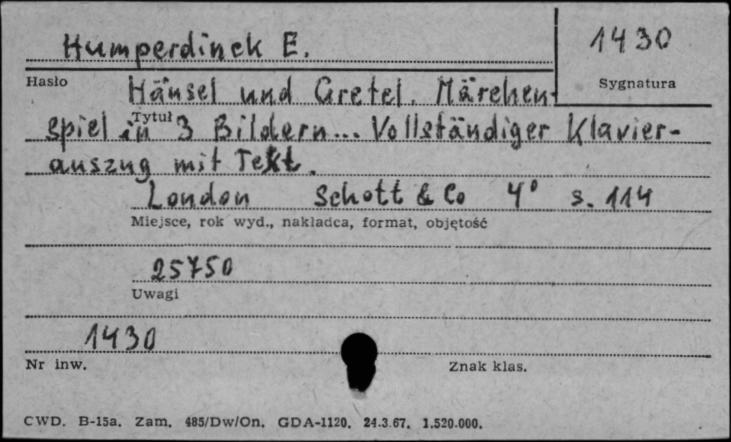 Humperdinck E.
1430
Hasło
Sygnatura
Hänsel und Gretel. Märchen-
Tytuł
spiel in 3 Bildern... Vollständiger Klavier-
auszug mit Text.
London Schott & Co 4° s. 114
Miejsce, rok wyd., nakładca, format, objętość
25750
Uwagi
1430
Nr inw.
Znak klas.
CWD. B-15a. Zam. 485/Dw/On. GDA-1120. 24.3.67. 1.520.000.